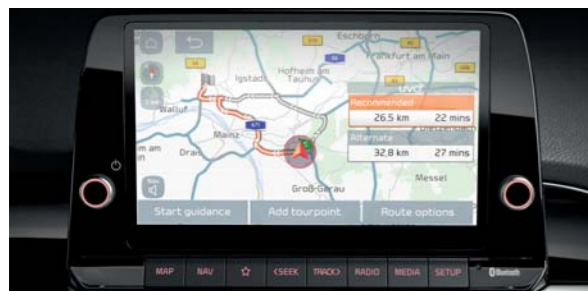 Eschborn
Frankfurt am Main
Hofheim am
Taunus
Igstadt
Walluf
671
Mainz
Drais
Groß-Gerau
Messel
Recommended
26,5 km 22 mins
Alternate
32,8 km 27 mins
Start guidance Add tourpoint Route options
MAP NAV <SEEK TRACK> RADIO MEDIA SETUP Bluetooth